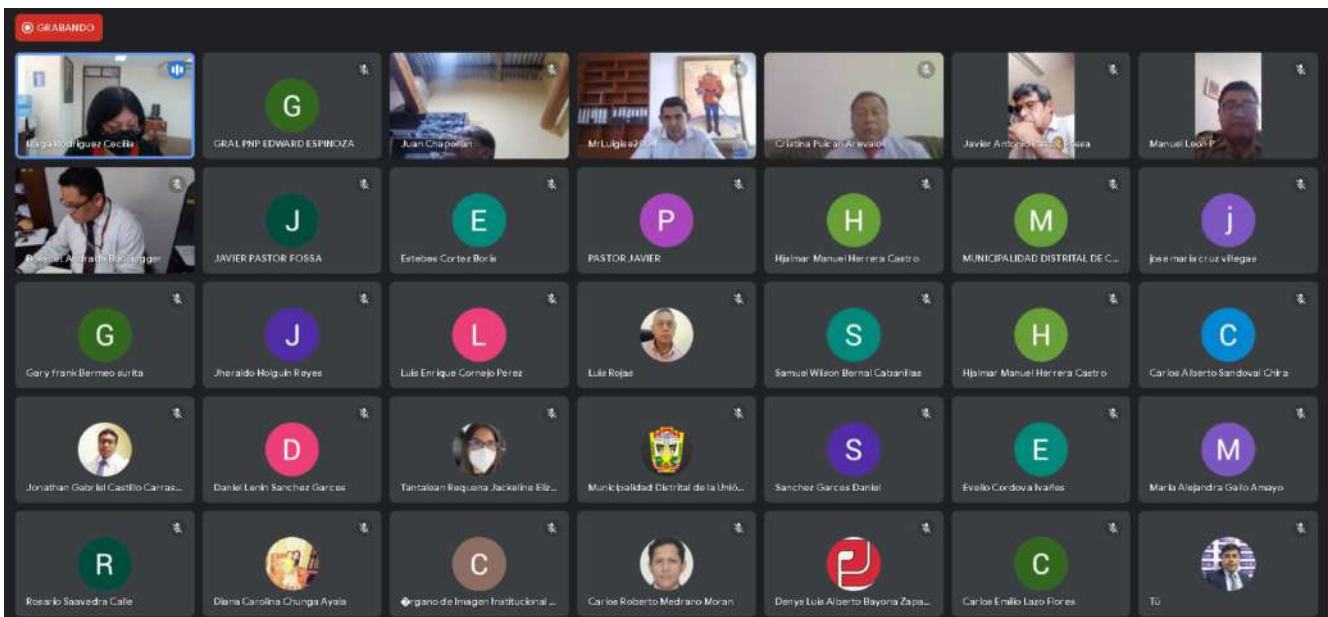 GRABANDO
Rodriguez Cecilia
G
GRAL PNP EDWARD ESPINOZA
Juan Chapoñan
Cristina Puican Arevalo
Javier Antonio
Manuel Leon P
J
JAVIER PASTOR FOSSA
E
Estebes Cortez Boris
P
PASTOR JAVIER
H
Hjalmar Manuel Herrera Castro
M
MUNICIPALIDAD DISTRITAL DE C...
j
jose maria cruz villegas
G
Gary frank Bermeo surita
J
Jheraldo Holguin Reyes
L
Luis Enrique Cornejo Perez
Luis Rojas
S
Samuel Wilson Bernal Cabanillas
H
Hjalmar Manuel Herrera Castro
C
Carlos Alberto Sandoval Chira
Jonathan Gabriel Castillo Carras...
D
Daniel Lenin Sanchez Garces
Tantalean Requena Jackeline Eliz...
Municipalidad Distrital de la Unió...
S
Sanchez Garces Daniel
E
Evelio Cordova Ivañes
M
Maria Alejandra Gallo Amayo
R
Rosario Saavedra Calle
Diana Carolina Chunga Ayala
C
�rgano de Imagen Institucional ...
Carlos Roberto Medrano Moran
Denys Luis Alberto Bayona Zapa...
C
Carlos Emilio Lazo Flores
Tú